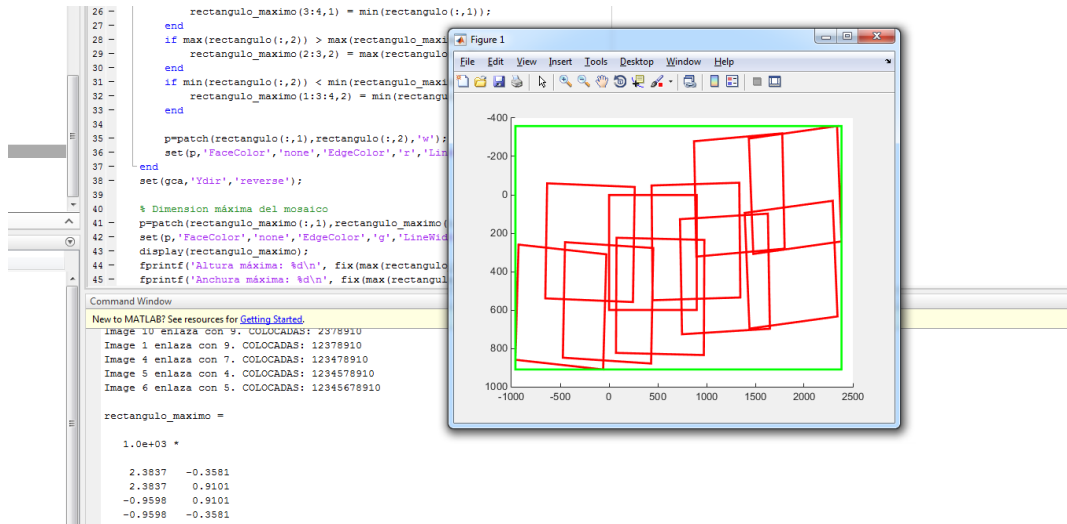 26 - rectangulo_maximo(3:4,1) = min(rectangulo(:,1));
27 - end
28 - if max(rectangulo(:,2)) > max(rectangulo_maxi
29 - rectangulo_maximo(2:3,2) = max(rectangulo
30 - end
31 - if min(rectangulo(:,2)) < min(rectangulo_maxi
32 - rectangulo_maximo(1:3:4,2) = min(rectangu
33 - end
34
35 - p=patch(rectangulo(:,1),rectangulo(:,2),'w');
36 - set(p,'FaceColor','none','EdgeColor','r','Lin
37 - end
38 - set(gca,'Ydir','reverse');
39
40 % Dimension máxima del mosaico
41 - p=patch(rectangulo_maximo(:,1),rectangulo_maximo(
42 - set(p,'FaceColor','none','EdgeColor','g','LineWid
43 - display(rectangulo_maximo);
44 - fprintf('Altura máxima: %d\n', fix(max(rectangulo
45 - fprintf('Anchura máxima: %d\n', fix(max(rectangul
Command Window
New to MATLAB? See resources for Getting Started.
Image 10 enlaza con 9. COLOCADAS: 2378910
Image 1 enlaza con 9. COLOCADAS: 12378910
Image 4 enlaza con 7. COLOCADAS: 123478910
Image 5 enlaza con 4. COLOCADAS: 1234578910
Image 6 enlaza con 5. COLOCADAS: 12345678910
rectangulo_maximo =
1.0e+03 *
2.3837 -0.3581
2.3837 0.9101
-0.9598 0.9101
-0.9598 -0.3581
Figure 1
File Edit View Insert Tools Desktop Window Help
-400
-200
0
200
400
600
800
1000
-1000 -500 0 500 1000 1500 2000 2500